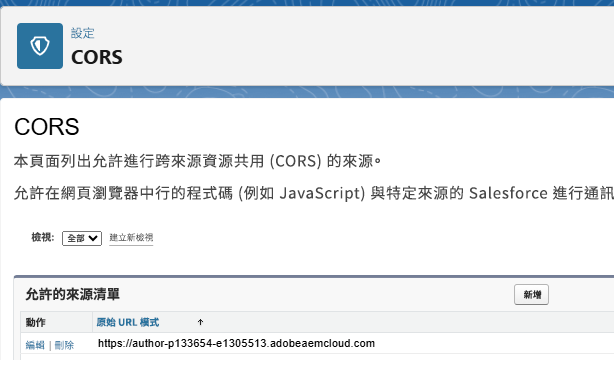 設定
CORS
CORS
本頁面列出允許進行跨來源資源共用 (CORS) 的來源。
允許在網頁瀏覽器中行的程式碼 (例如 JavaScript) 與特定來源的 Salesforce 進行通訊
檢視: 全部 建立新檢視
允許的來源清單 新增
動作 原始 URL 模式 ↑
編輯 | 刪除 https://author-p133654-e1305513.adobeaemcloud.com